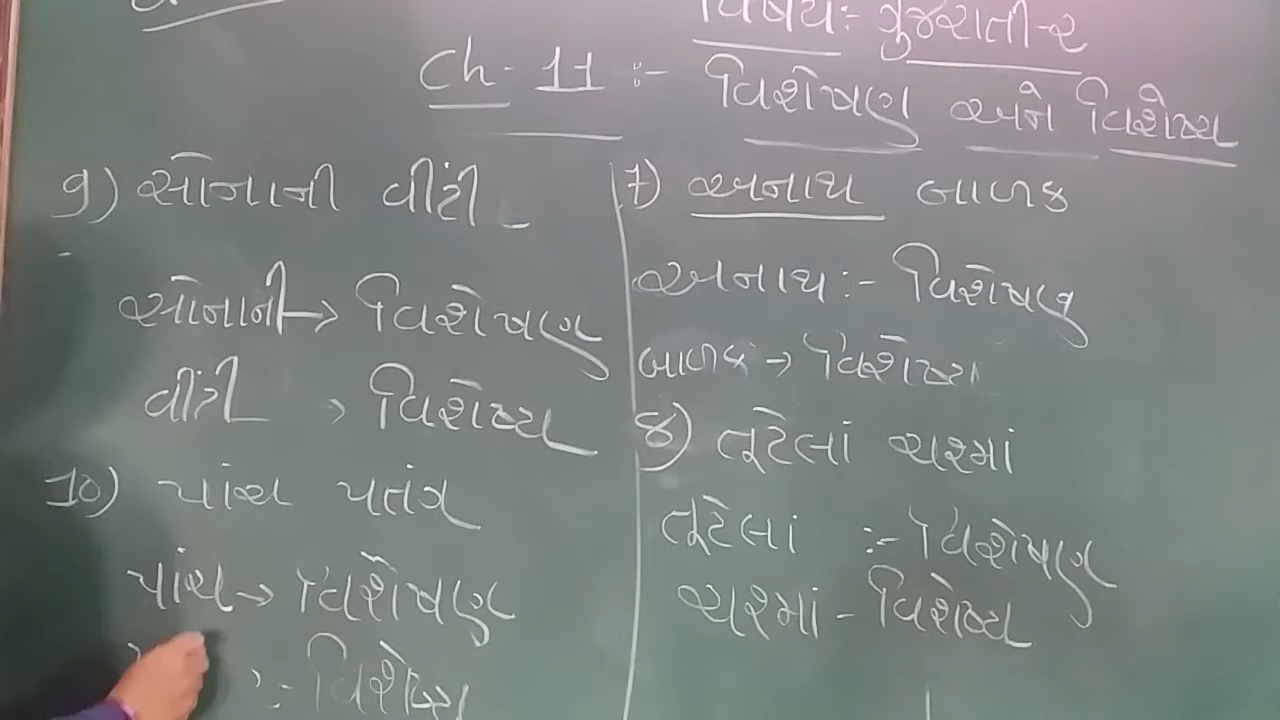 વિષય:- ગુજરાતી-૨
Ch- 11 :- વિશેષણ અને વિશેષ્ય
9) સોનાની વીંટી
સોનાની → વિશેષણ
વીંટી → વિશેષ્ય
10) પાંચ પતંગ
પાંચ → વિશેષણ
:- વિશેષ્ય
7) અનાથ બાળક
અનાથ:- વિશેષણ
બાળક → વિશેષ્ય
8) તૂટેલાં ચશ્માં
તૂટેલાં :- વિશેષણ
ચશ્માં - વિશેષ્ય